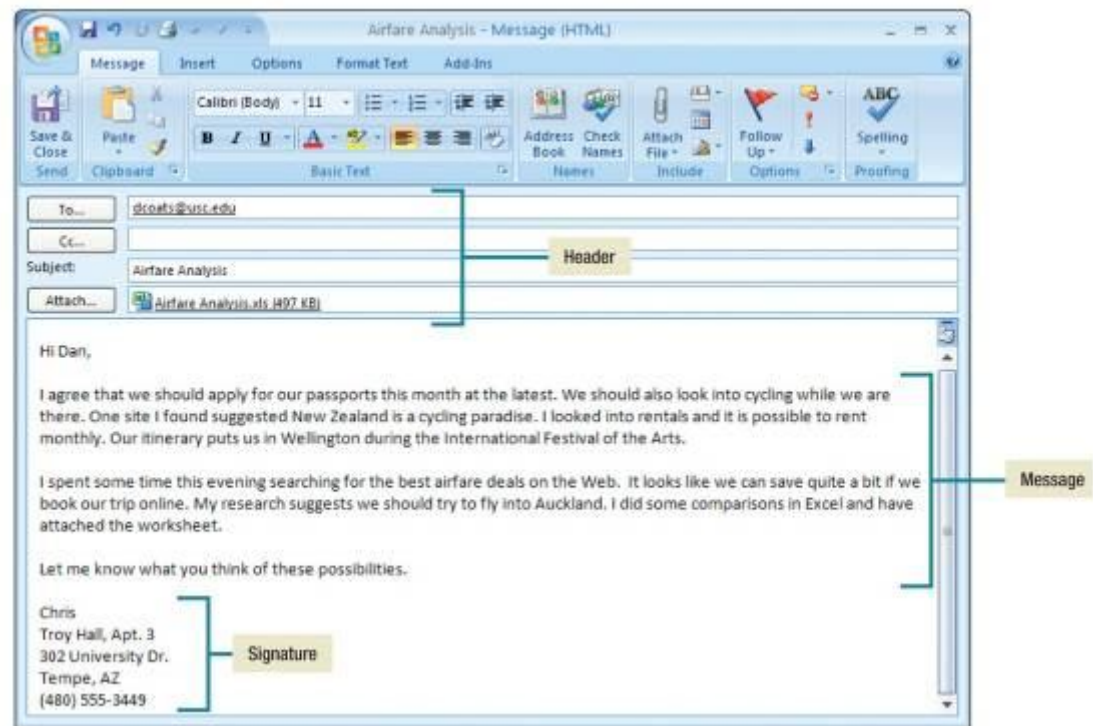 Airfare Analysis - Message (HTML)
Message Insert Options Format Text Add-Ins
Calibri (Body) 11
ABC
Save & Close
Paste
B I U A
Address Book
Check Names
Attach File
Follow Up
Spelling
Send Clipboard Basic Text Names Include Options Proofing
To... dcoats@usc.edu
Cc...
Header
Subject: Airfare Analysis
Attach... Airfare Analysis.xls (497 KB)
Hi Dan,
I agree that we should apply for our passports this month at the latest. We should also look into cycling while we are
there. One site I found suggested New Zealand is a cycling paradise. I looked into rentals and it is possible to rent
monthly. Our itinerary puts us in Wellington during the International Festival of the Arts.
I spent some time this evening searching for the best airfare deals on the Web. It looks like we can save quite a bit if we
book our trip online. My research suggests we should try to fly into Auckland. I did some comparisons in Excel and have
attached the worksheet.
Message
Let me know what you think of these possibilities.
Chris
Troy Hall, Apt. 3
302 University Dr.
Tempe, AZ
(480) 555-3449
Signature